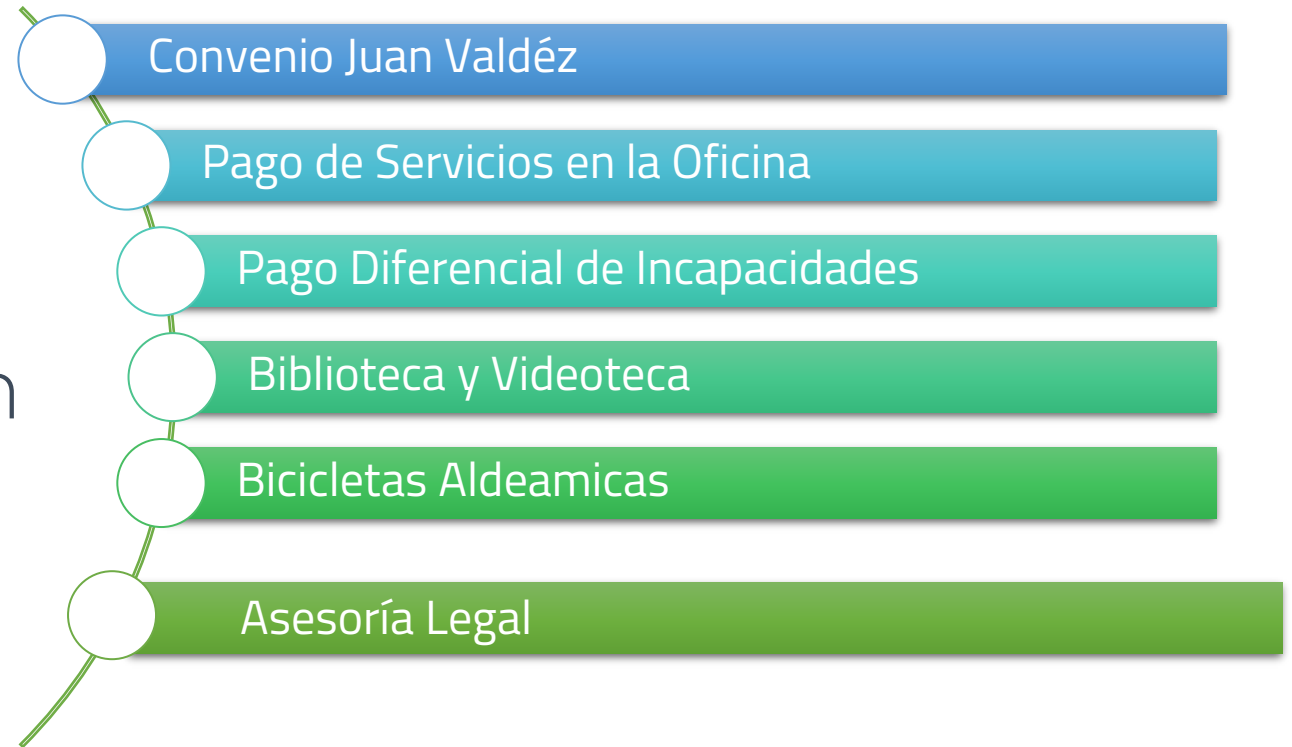 Convenio Juan Valdéz
Pago de Servicios en la Oficina
Pago Diferencial de Incapacidades
Biblioteca y Videoteca
Bicicletas Aldeamicas
Asesoría Legal